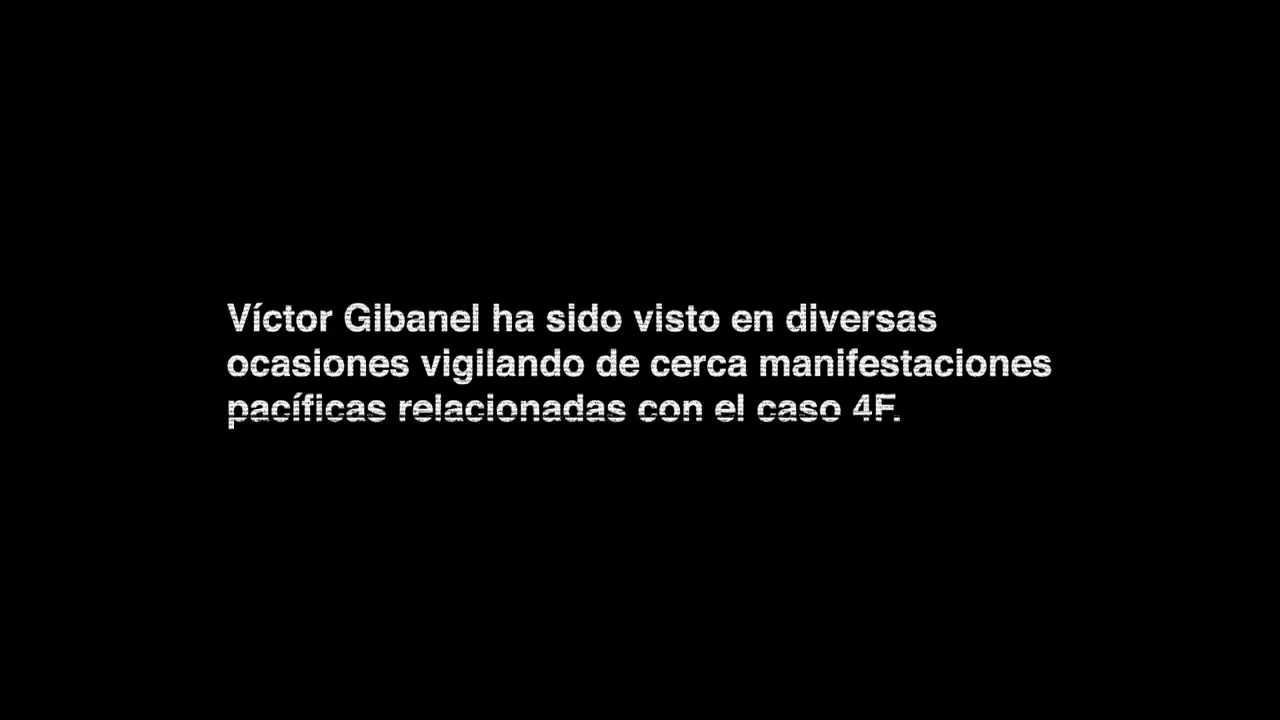 Víctor Gibanel ha sido visto en diversas
ocasiones vigilando de cerca manifestaciones
pacíficas relacionadas con el caso 4F.